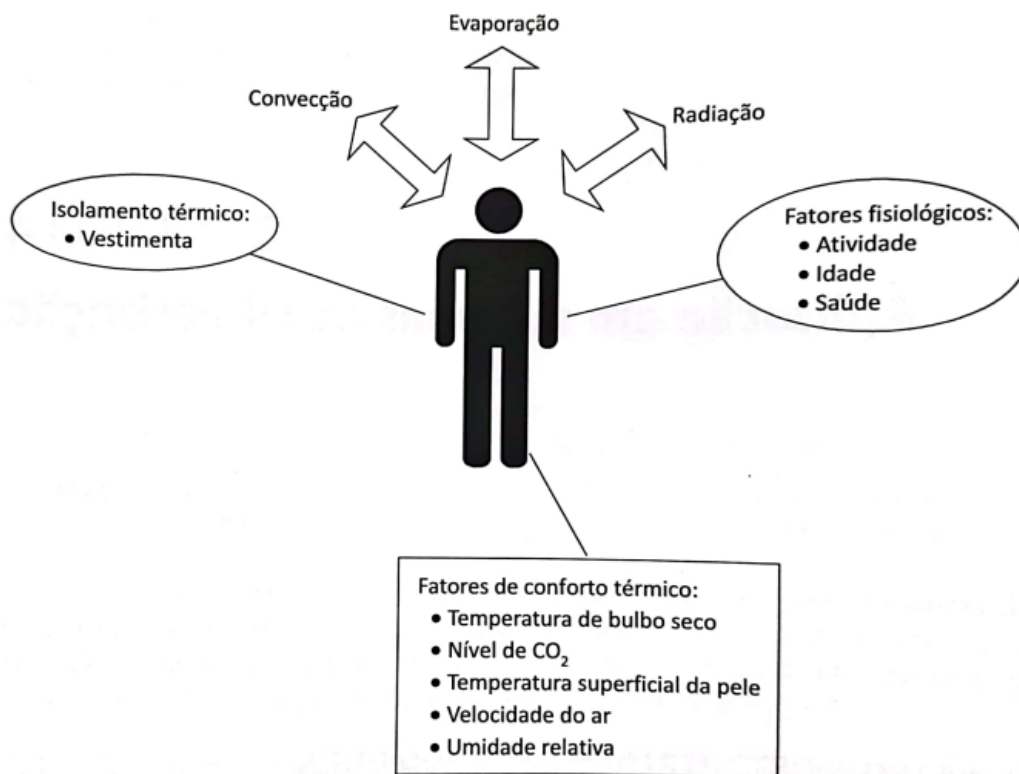 Evaporação
Convecção
Radiação
Isolamento térmico:
• Vestimenta
Fatores fisiológicos:
• Atividade
• Idade
• Saúde
Fatores de conforto térmico:
• Temperatura de bulbo seco
• Nível de CO₂
• Temperatura superficial da pele
• Velocidade do ar
• Umidade relativa